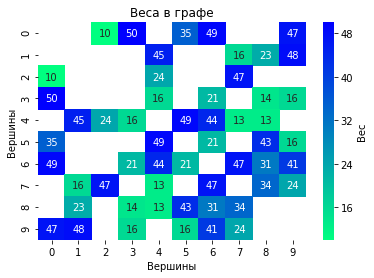 Веса в графе
0 10 50 35 49 47
1 45 16 23 48
2 10 24 47
3 50 16 21 14 16
4 45 24 16 49 44 13 13
5 35 49 21 43 16
6 49 21 44 21 47 31 41
7 16 47 13 47 34 24
8 23 14 13 43 31 34
9 47 48 16 16 41 24
0 1 2 3 4 5 6 7 8 9
Вершины
Вершины
48
40
32
24
16
Вес